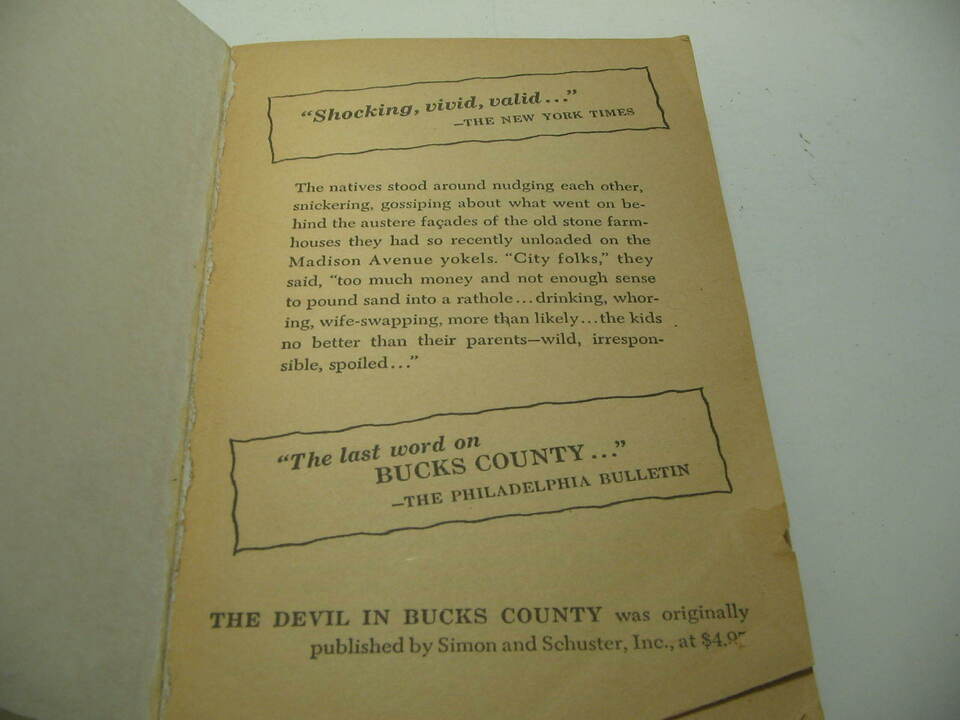 “Shocking, vivid, valid...”
—THE NEW YORK TIMES
The natives stood around nudging each other,
snickering, gossiping about what went on be-
hind the austere façades of the old stone farm-
houses they had so recently unloaded on the
Madison Avenue yokels. “City folks,” they
said, “too much money and not enough sense
to pound sand into a rathole...drinking, whor-
ing, wife-swapping, more than likely...the kids
no better than their parents—wild, irrespon-
sible, spoiled...”
“The last word on
BUCKS COUNTY...”
—THE PHILADELPHIA BULLETIN
THE DEVIL IN BUCKS COUNTY was originally
published by Simon and Schuster, Inc., at